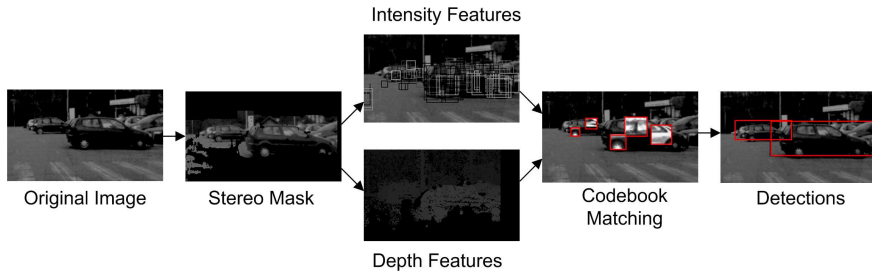 Intensity Features
Original Image
Stereo Mask
Depth Features
Codebook
Matching
Detections